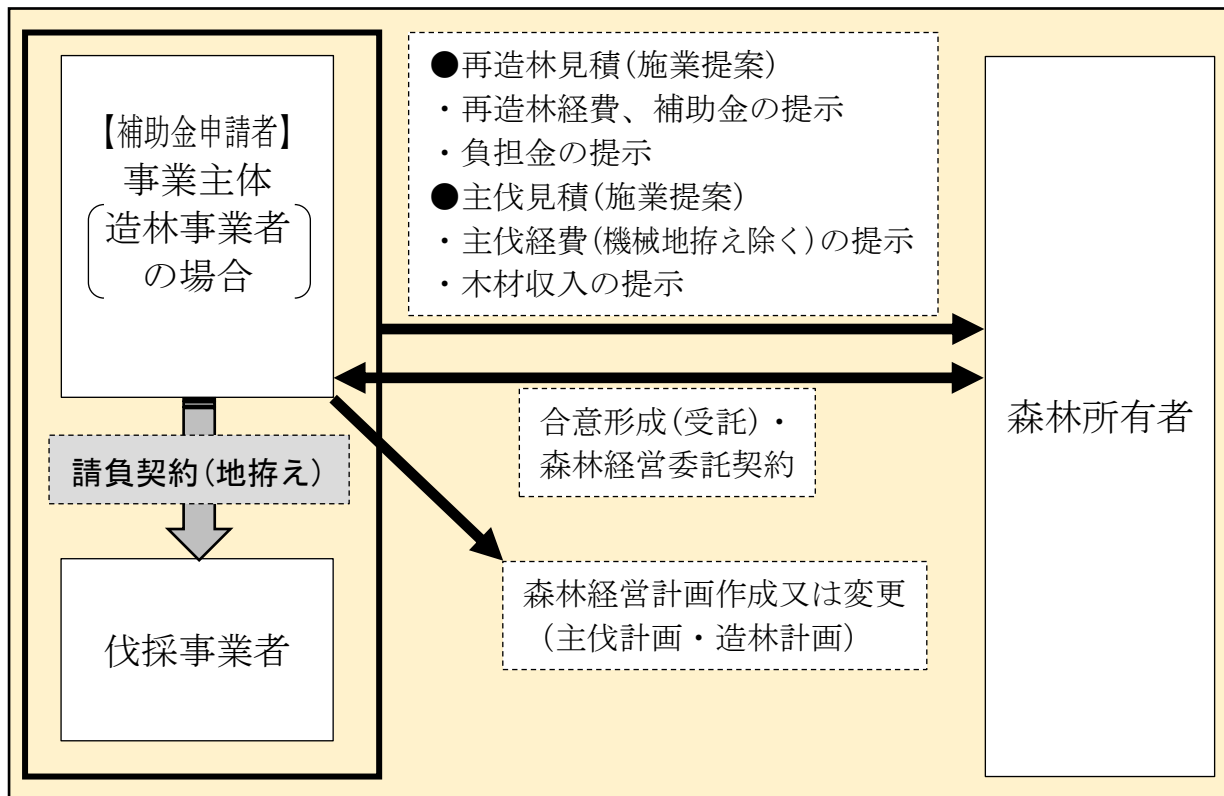 【補助金申請者】
事業主体
造林事業者
の場合
請負契約(地拵え)
伐採事業者
●再造林見積(施業提案)
・再造林経費、補助金の提示
・負担金の提示
●主伐見積(施業提案)
・主伐経費(機械地拵え除く)の提示
・木材収入の提示
合意形成(受託)・
森林経営委託契約
森林経営計画作成又は変更
(主伐計画・造林計画)
森林所有者